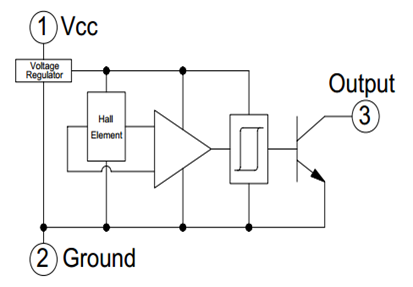 1 Vcc
Voltage
Regulator
Hall
Element
Output
3
2 Ground